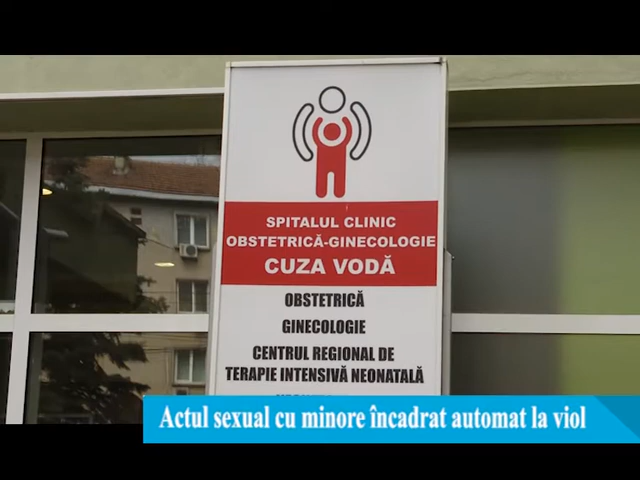 SPITALUL CLINIC
OBSTETRICĂ-GINECOLOGIE
CUZA VODĂ
OBSTETRICĂ
GINECOLOGIE
CENTRUL REGIONAL DE
TERAPIE INTENSIVĂ NEONATALĂ
Actul sexual cu minore încadrat automat la viol